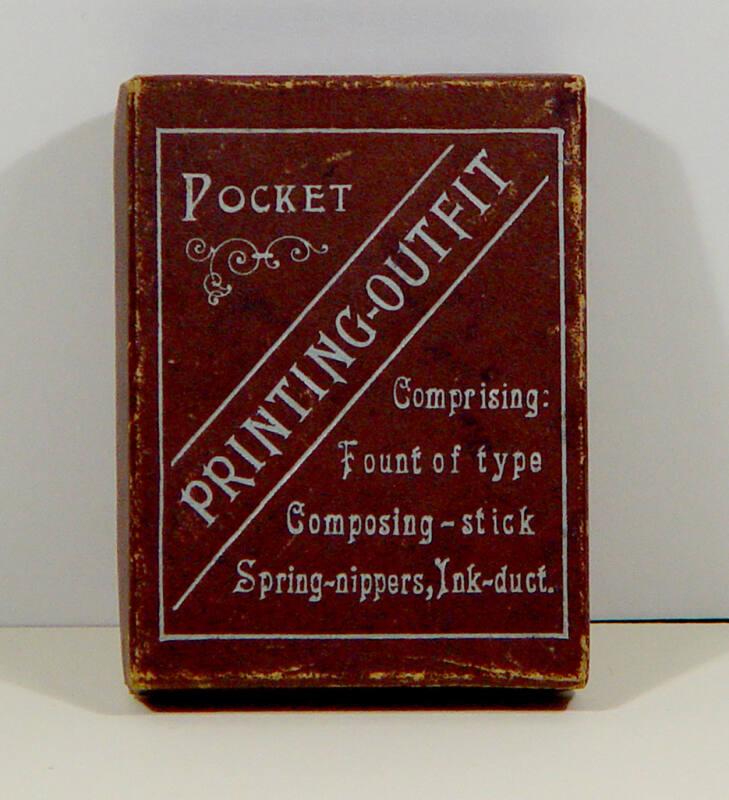 POCKET
PRINTING-OUTFIT
Comprising:
Fount of type
Composing-stick
Spring-nippers, Ink-duct.